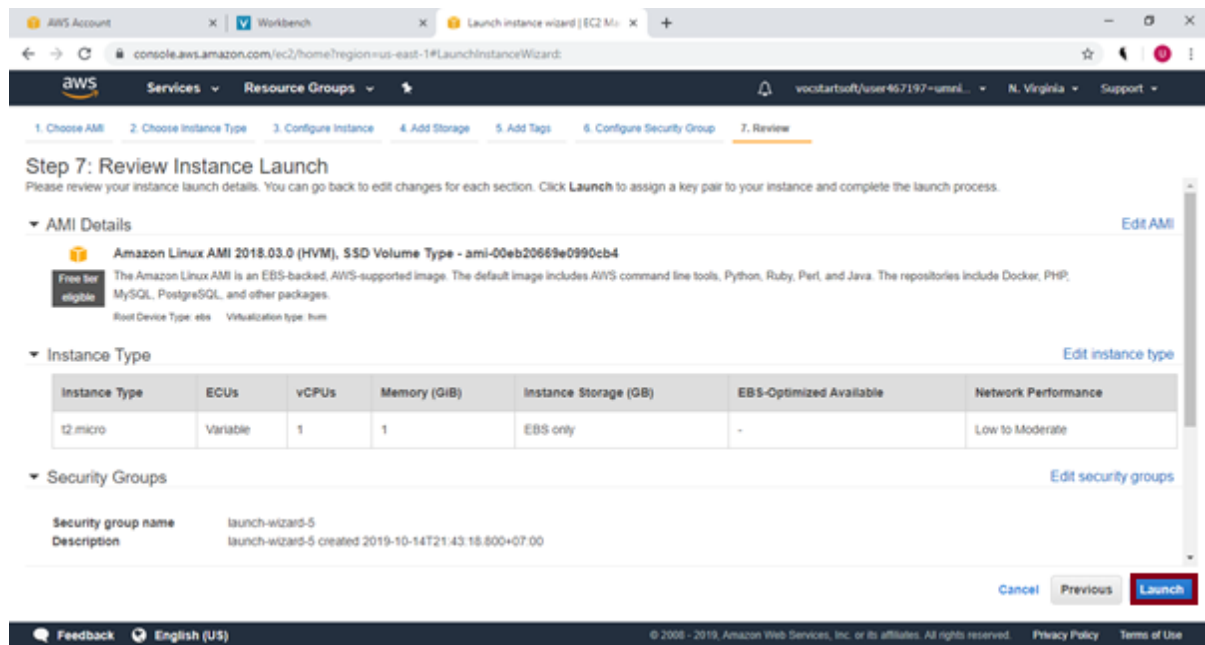 AWS Account
Workbench
Launch instance wizard | EC2 Ma
console.aws.amazon.com/ec2/home?region=us-east-1#LaunchInstanceWizard:
aws Services Resource Groups vocstartsoft/user467197=umni... N. Virginia Support
1. Choose AMI 2. Choose Instance Type 3. Configure Instance 4. Add Storage 5. Add Tags 6. Configure Security Group 7. Review
Step 7: Review Instance Launch
Please review your instance launch details. You can go back to edit changes for each section. Click Launch to assign a key pair to your instance and complete the launch process.
AMI Details Edit AMI
Amazon Linux AMI 2018.03.0 (HVM), SSD Volume Type - ami-00eb20669e0990cb4
Free tier
eligible
The Amazon Linux AMI is an EBS-backed, AWS-supported image. The default image includes AWS command line tools, Python, Ruby, Perl, and Java. The repositories include Docker, PHP,
MySQL, PostgreSQL, and other packages.
Root Device Type: ebs Virtualization type: hvm
Instance Type Edit instance type
Instance Type ECUs vCPUs Memory (GiB) Instance Storage (GB) EBS-Optimized Available Network Performance
t2.micro Variable 1 1 EBS only - Low to Moderate
Security Groups Edit security groups
Security group name launch-wizard-5
Description launch-wizard-5 created 2019-10-14T21:43:18.800+07:00
Cancel Previous Launch
Feedback English (US) © 2008 - 2019, Amazon Web Services, Inc. or its affiliates. All rights reserved. Privacy Policy Terms of Use